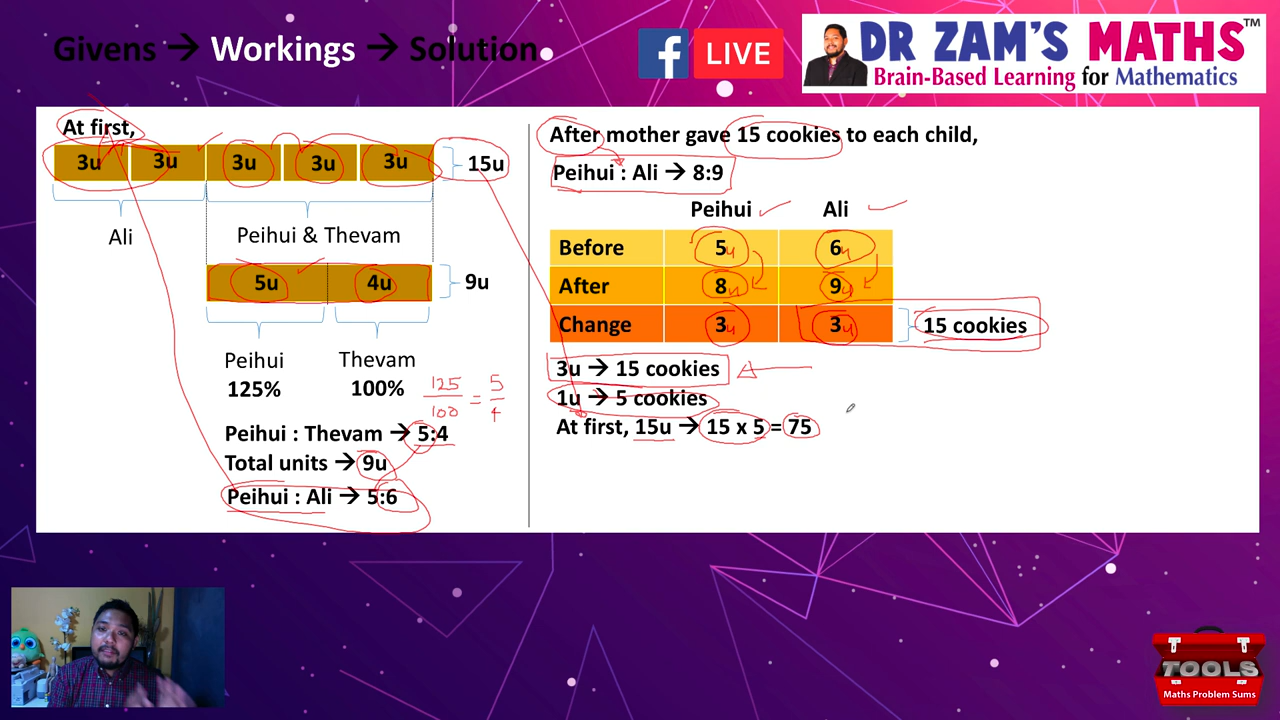 Givens → Workings → Solution
f LIVE
DR ZAM'S MATHS™
Brain-Based Learning for Mathematics
At first,
3u 3u 3u 3u 3u 15u
Ali
Peihui & Thevam
5u 4u 9u
Peihui Thevam
125% 100%
125/100 = 5/4
Peihui : Thevam → 5:4
Total units → 9u
Peihui : Ali → 5:6
After mother gave 15 cookies to each child,
Peihui : Ali → 8:9
Peihui Ali
Before 5u 6u
After 8u 9u
Change 3u 3u 15 cookies
3u → 15 cookies
1u → 5 cookies
At first, 15u → 15 x 5 = 75
TOOLS
Maths Problem Sums